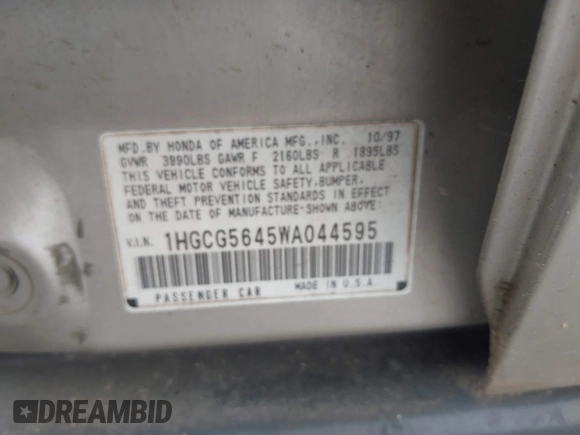 MFD.BY HONDA OF AMERICA MFG.,INC. 10/97
GVWR 3890LBS GAWR F 2160LBS R 1895LBS
THIS VEHICLE CONFORMS TO ALL APPLICABLE
FEDERAL MOTOR VEHICLE SAFETY,BUMPER,
AND THEFT PREVENTION STANDARDS IN EFFECT
ON THE DATE OF MANUFACTURE-SHOWN ABOVE:
V.I.N. 1HGCG5645WA044595
PASSENGER CAR MADE IN U.S.A.
DREAMBID